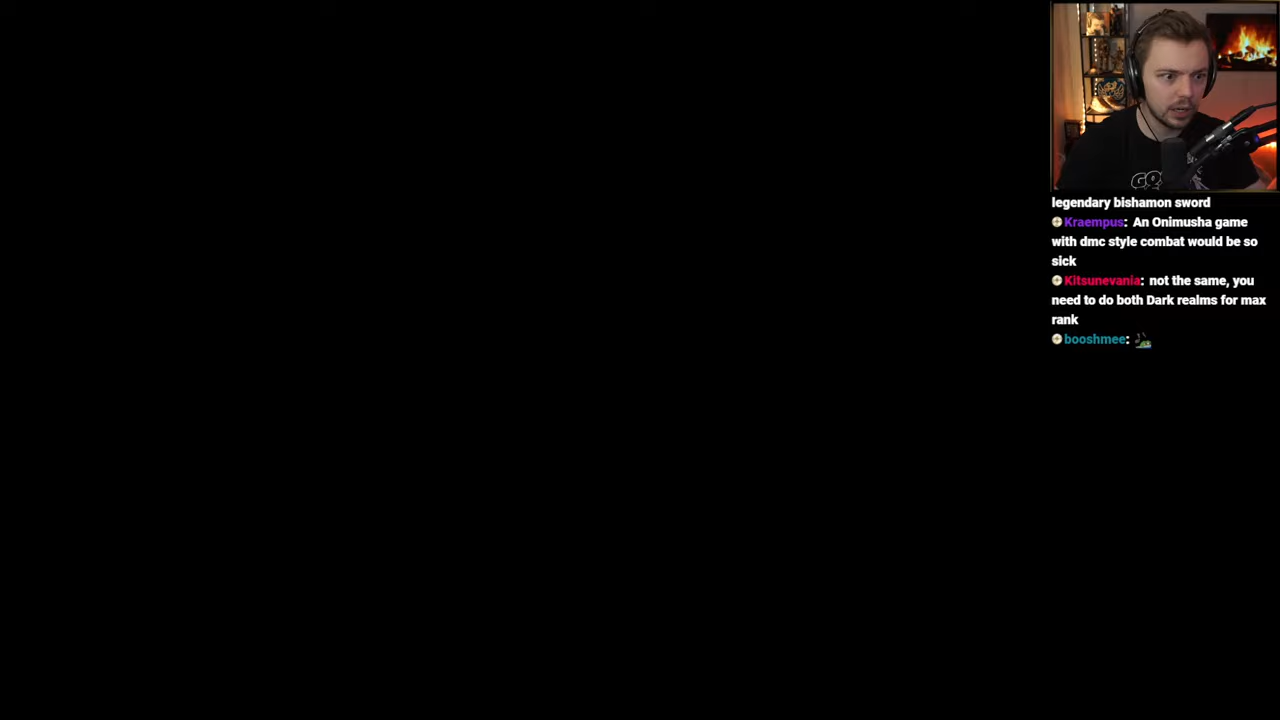 legendary bishamon sword
Kraempus: An Onimusha game
with dmc style combat would be so
sick
Kitsunevania: not the same, you
need to do both Dark realms for max
rank
booshmee: